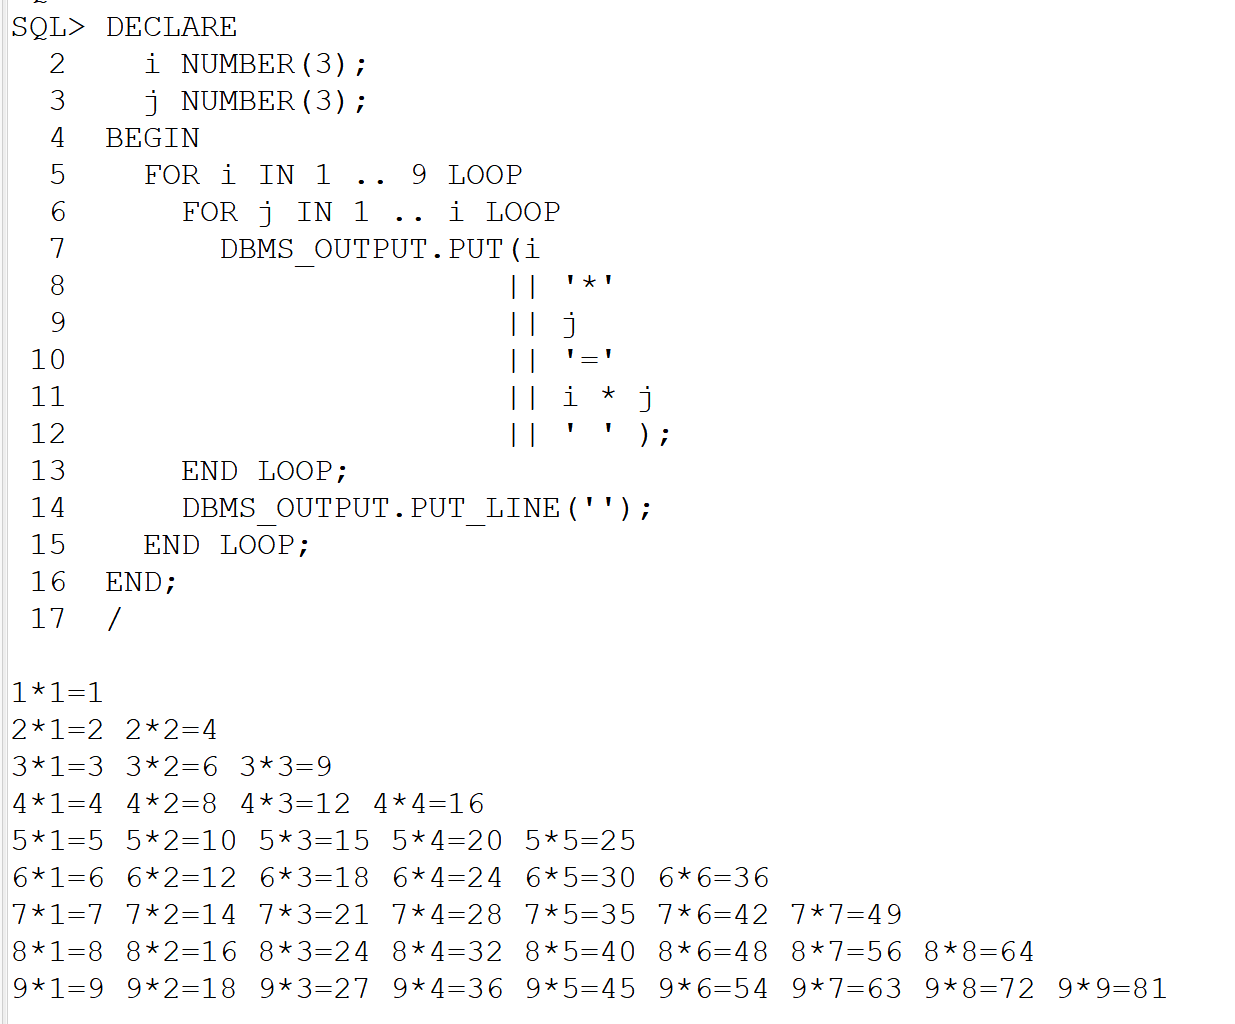 SQL> DECLARE
  2    i NUMBER(3);
  3    j NUMBER(3);
  4  BEGIN
  5    FOR i IN 1 .. 9 LOOP
  6      FOR j IN 1 .. i LOOP
  7        DBMS_OUTPUT.PUT(i
  8                       || '*'
  9                       || j
 10                       || '='
 11                       || i * j
 12                       || ' ' );
 13      END LOOP;
 14      DBMS_OUTPUT.PUT_LINE('');
 15    END LOOP;
 16  END;
 17  /
1*1=1
2*1=2 2*2=4
3*1=3 3*2=6 3*3=9
4*1=4 4*2=8 4*3=12 4*4=16
5*1=5 5*2=10 5*3=15 5*4=20 5*5=25
6*1=6 6*2=12 6*3=18 6*4=24 6*5=30 6*6=36
7*1=7 7*2=14 7*3=21 7*4=28 7*5=35 7*6=42 7*7=49
8*1=8 8*2=16 8*3=24 8*4=32 8*5=40 8*6=48 8*7=56 8*8=64
9*1=9 9*2=18 9*3=27 9*4=36 9*5=45 9*6=54 9*7=63 9*8=72 9*9=81